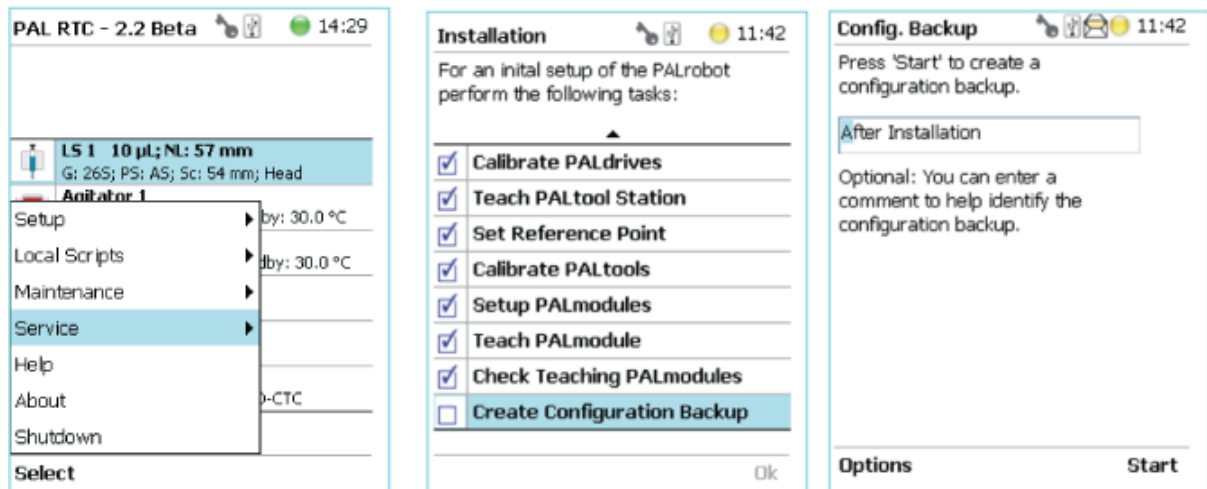 PAL RTC - 2.2 Beta 14:29
LS 1 10 µL; NL: 57 mm
G: 26S; PS: AS; Sc: 54 mm; Head
Agitator 1
Setup
by: 30.0 °C
Local Scripts
dby: 30.0 °C
Maintenance
Service
Help
About
-CTC
Shutdown
Select
Installation 11:42
For an inital setup of the PALrobot
perform the following tasks:
Calibrate PALdrives
Teach PALtool Station
Set Reference Point
Calibrate PALtools
Setup PALmodules
Teach PALmodule
Check Teaching PALmodules
Create Configuration Backup
Ok
Config. Backup 11:42
Press 'Start' to create a
configuration backup.
After Installation
Optional: You can enter a
comment to help identify the
configuration backup.
Options Start